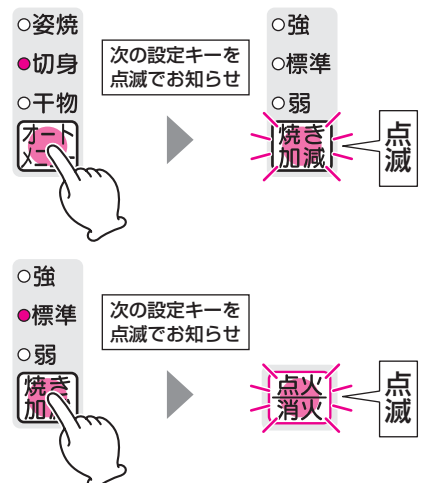 ○姿焼
●切身
○干物
オート
メニュー
次の設定キーを
点滅でお知らせ
○強
○標準
○弱
焼き
加減
点滅
○強
●標準
○弱
焼き
加減
次の設定キーを
点滅でお知らせ
点火
消火
点滅